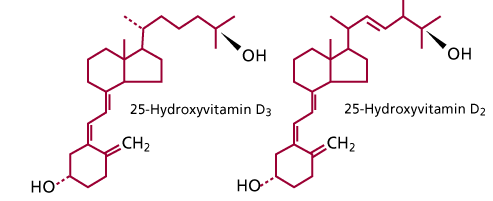 OH
OH
25-Hydroxyvitamin D3
25-Hydroxyvitamin D2
CH2
CH2
HO
HO